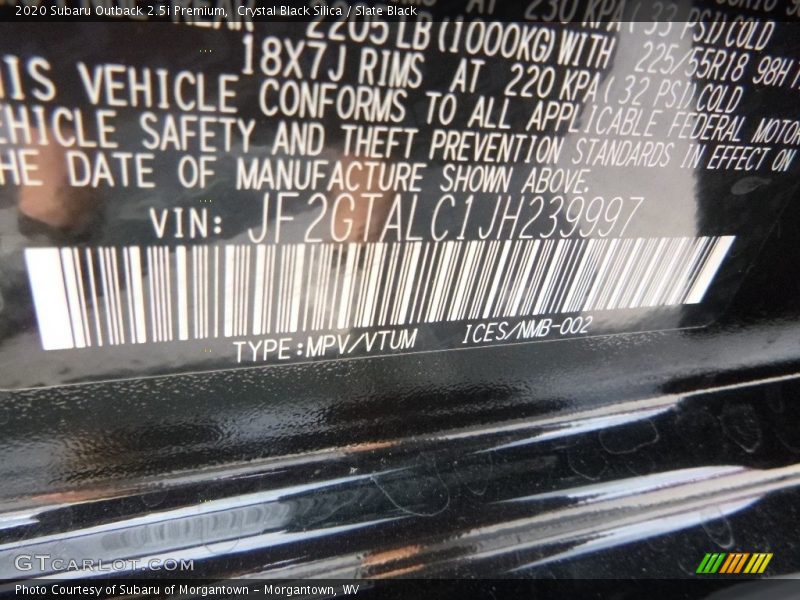 2020 Subaru Outback 2.5i Premium, Crystal Black Silica / Slate Black
2205 LB (1000KG) WITH 225/55R18 98H
18X7J RIMS AT 220 KPA ( 32 PSI) COLD
THIS VEHICLE CONFORMS TO ALL APPLICABLE FEDERAL MOTOR
VEHICLE SAFETY AND THEFT PREVENTION STANDARDS IN EFFECT ON
THE DATE OF MANUFACTURE SHOWN ABOVE.
VIN: JF2GTALC1JH239997
TYPE:MPV/VTUM ICES/NMB-002
GTCARLOT.COM
Photo Courtesy of Subaru of Morgantown - Morgantown, WV